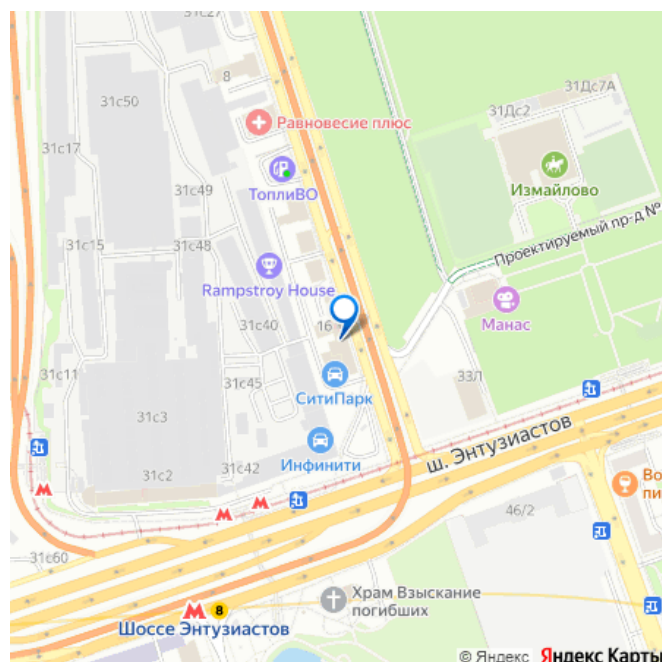 31с27
8
31с50
31Дс7А
31Дс2
Равновесие плюс
31с17
Измайлово
ТоплиВО
31с49
Проектируемый пр-д №
31с15
31с48
Rampstroy House
Манас
16
31с40
31с11
31с45
33Л
СитиПарк
31с3
ш. Энтузиастов
Инфинити
31с42
31с2
Во
пи
46/2
31с60
Храм Взыскание
погибших
8
Шоссе Энтузиастов
© Яндекс Яндекс Карты